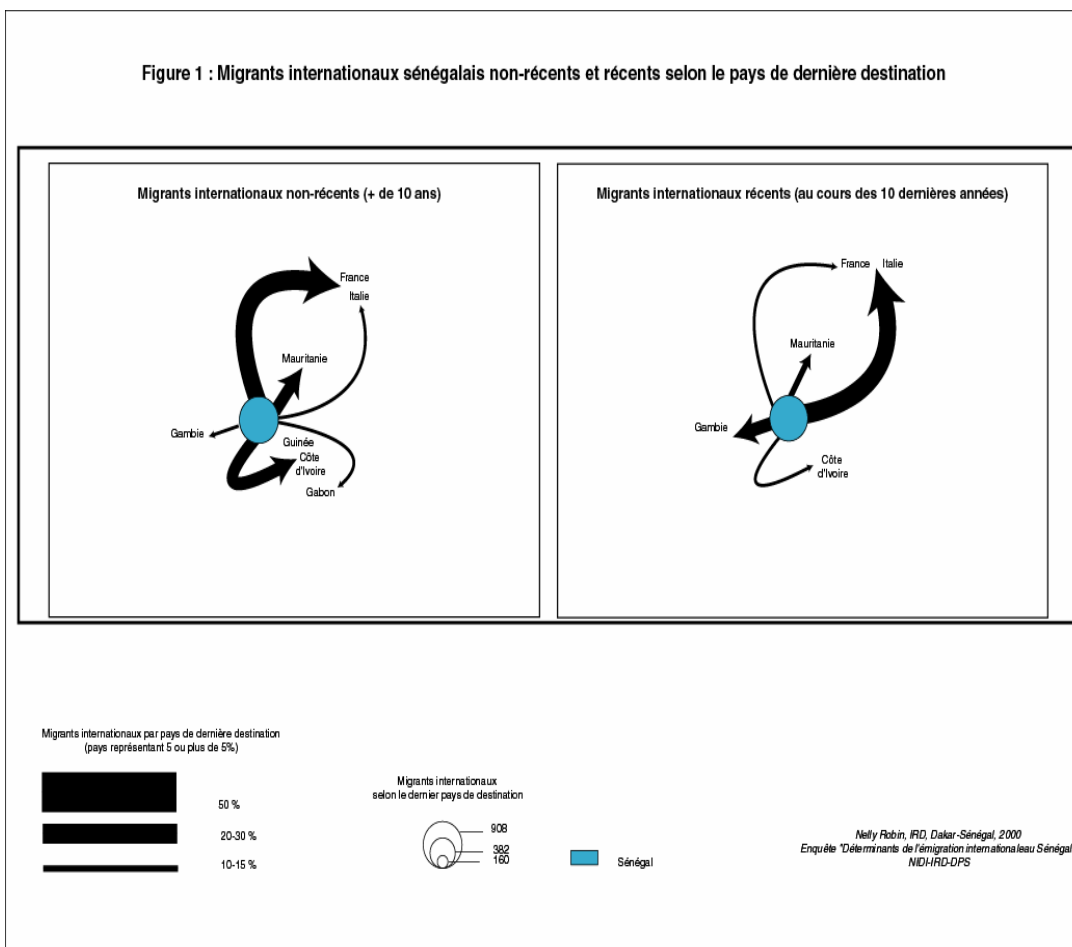 Figure 1 : Migrants internationaux sénégalais non-récents et récents selon le pays de dernière destination
Migrants internationaux non-récents (+ de 10 ans)
France
Italie
Mauritanie
Gambie
Guinée
Côte
d'Ivoire
Gabon
Migrants internationaux récents (au cours des 10 dernières années)
France
Italie
Mauritanie
Gambie
Côte
d'Ivoire
Migrants internationaux par pays de dernière destination
(pays représentant 5 ou plus de 5%)
50 %
20-30 %
10-15 %
Migrants internationaux
selon le dernier pays de destination
908
382
160
Sénégal
Nelly Robin, IRD, Dakar-Sénégal, 2000
Enquête "Déterminants de l'émigration internationaleau Sénégal
NIDI-IRD-DPS